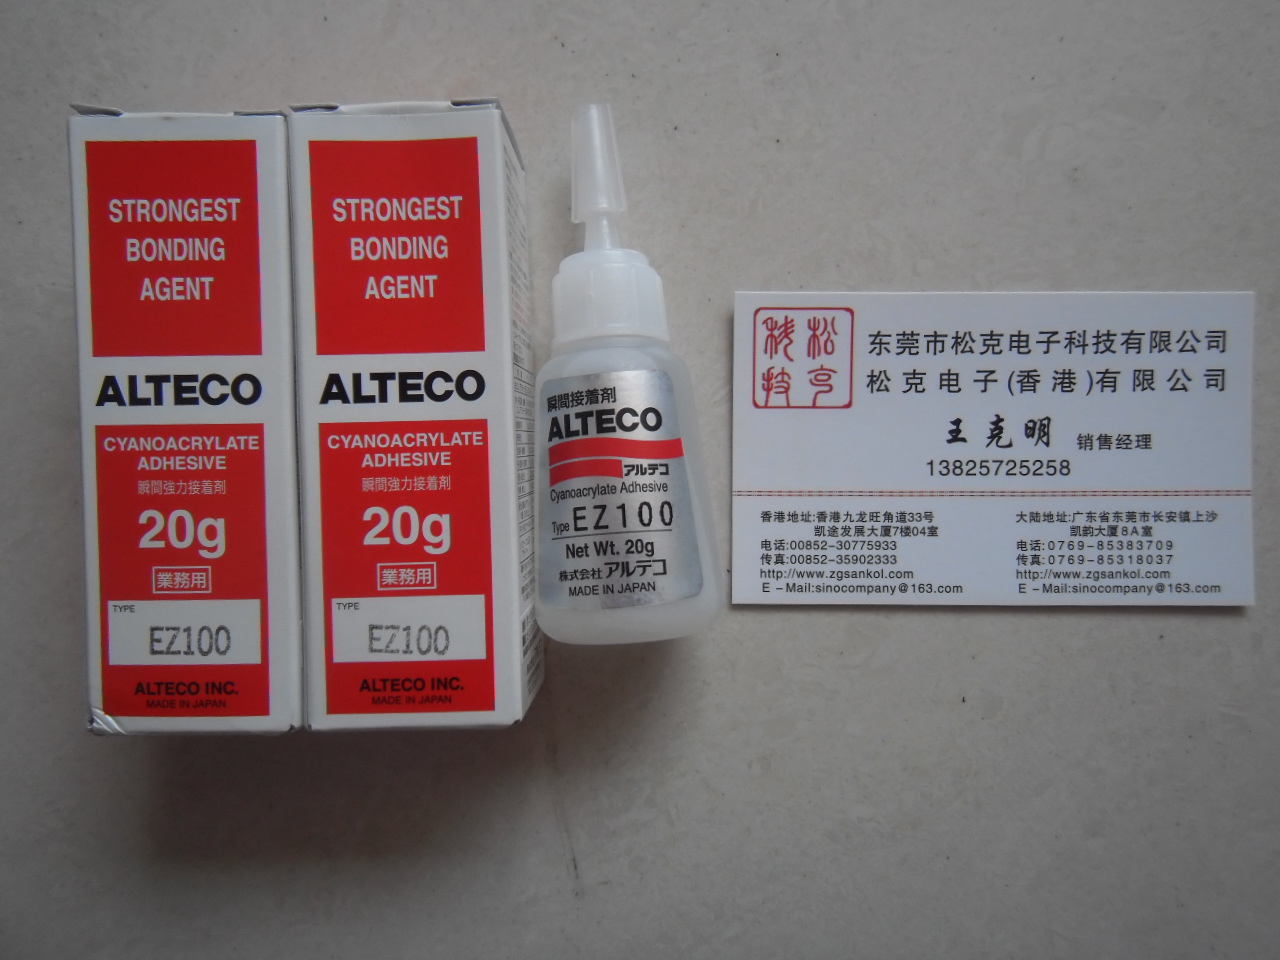 STRONGEST
BONDING
AGENT
ALTECO
CYANOACRYLATE
ADHESIVE
瞬間強力接着剤
20g
業務用
TYPE
EZ100
ALTECO INC.
MADE IN JAPAN
STRONGEST
BONDING
AGENT
ALTECO
CYANOACRYLATE
ADHESIVE
瞬間強力接着剤
20g
業務用
TYPE
EZ100
ALTECO INC.
MADE IN JAPAN
瞬間接着剤
ALTECO
アルテコ
Cyanoacrylate Adhesive
Type EZ100
Net Wt. 20g
株式会社 アルテコ
MADE IN JAPAN
东莞市松克电子科技有限公司
松克电子(香港)有限公司
王克明 销售经理
13825725258
香港地址:香港九龙旺角道33号
凯途发展大厦7楼04室
电话:00852-30775933
传真:00852-35902333
http://www.zgsankol.com
E-Mail:sinocompany@163.com
大陆地址:广东省东莞市长安镇上沙
凯韵大厦8A室
电话:0769-85383709
传真:0769-85318037
http://www.zgsankol.com
E-Mail:sinocompany@163.com